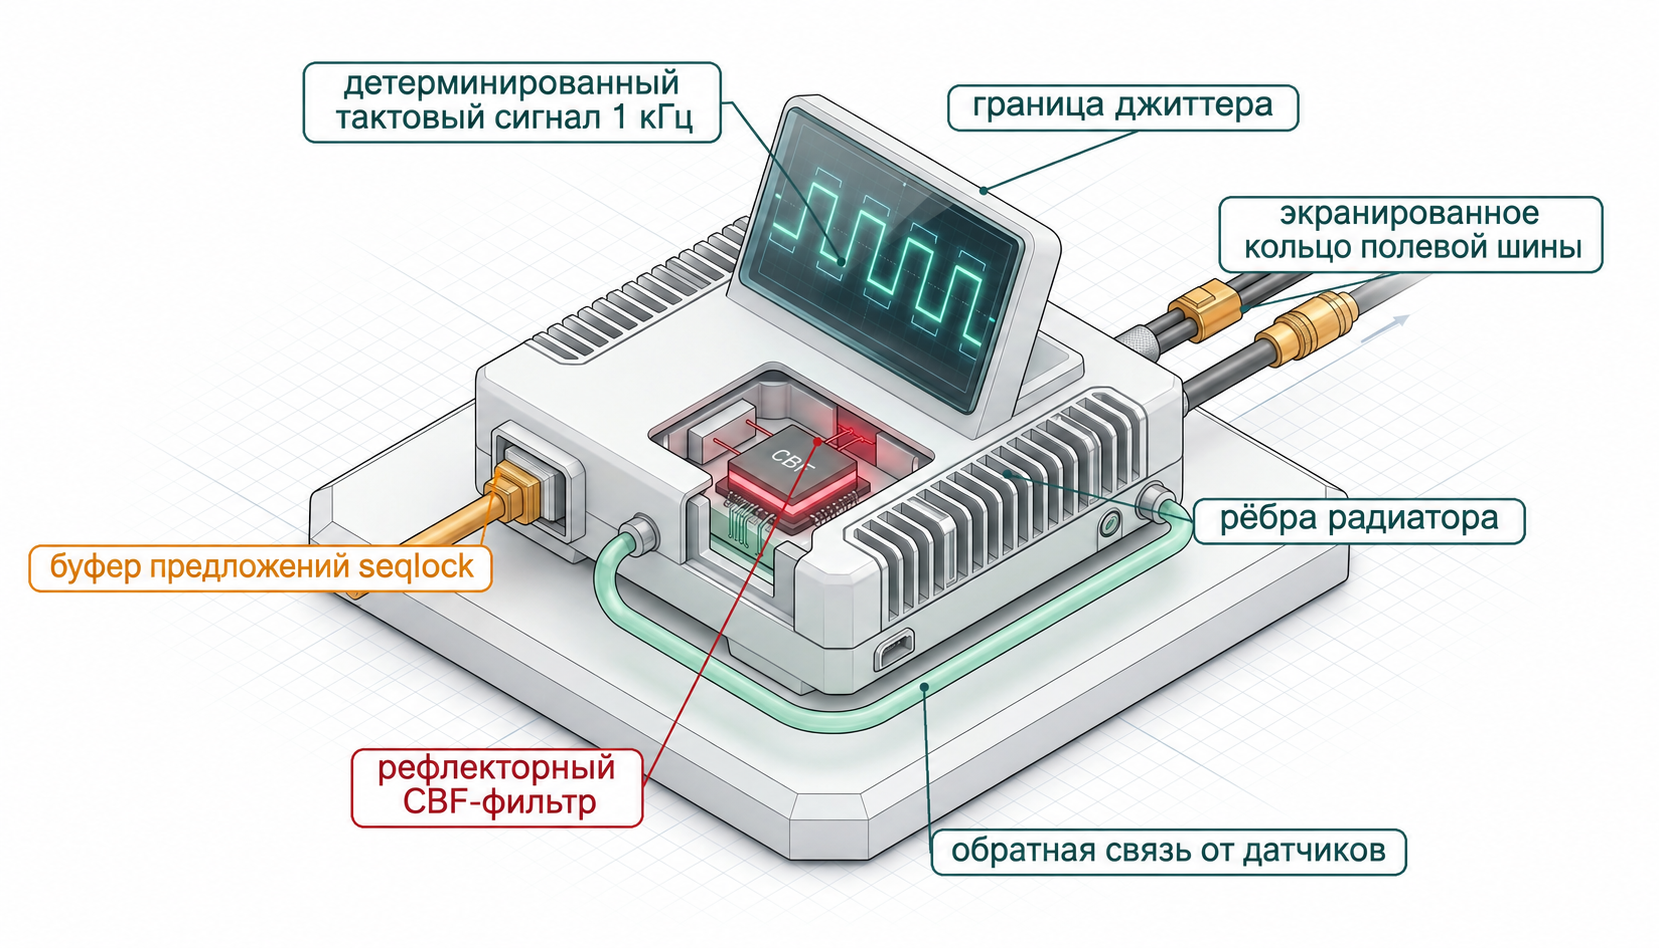 детерминированный
тактовый сигнал 1 кГц
граница джиттера
экранированное
кольцо полевой шины
CBF
рёбра радиатора
буфер предложений seqlock
рефлекторный
CBF-фильтр
обратная связь от датчиков